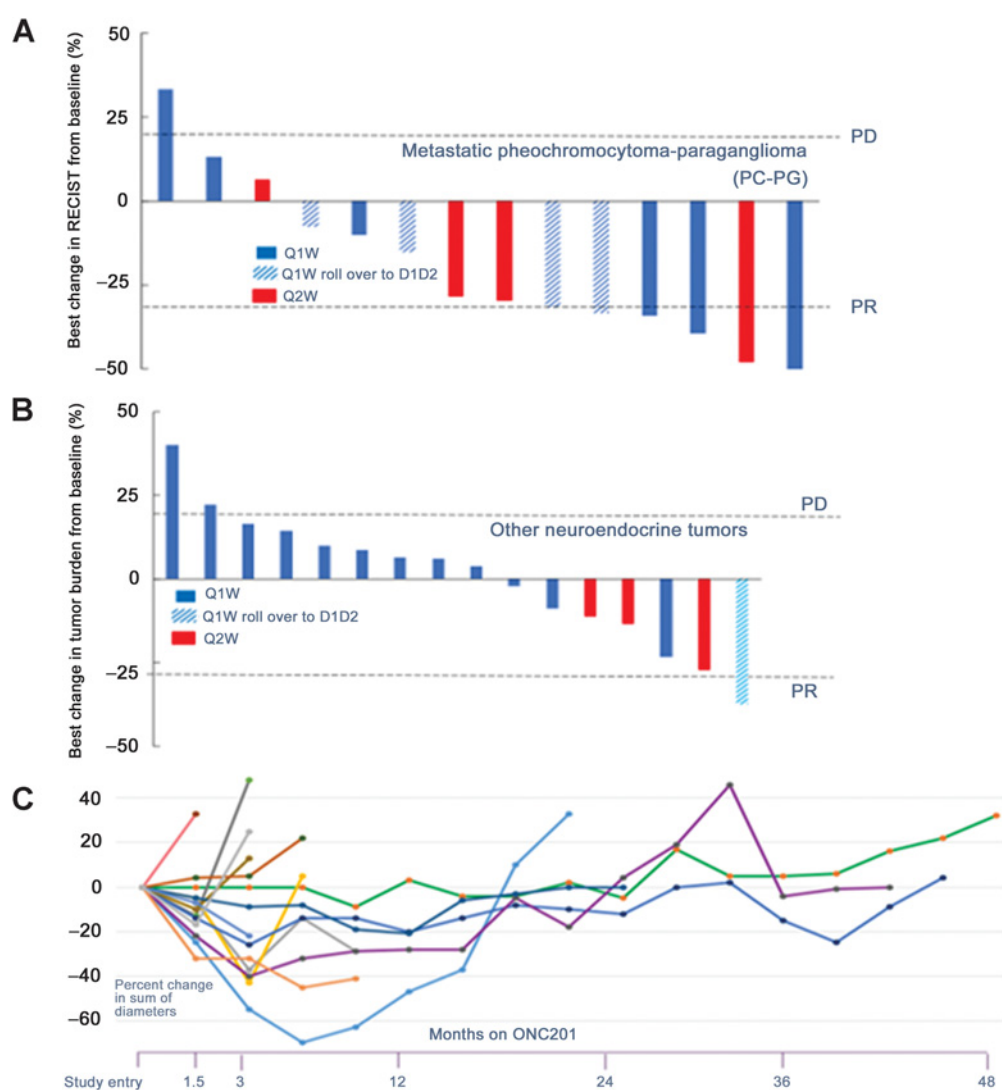 A
Best change in RECIST from baseline (%)
50
25
0
−25
−50
PD
Metastatic pheochromocytoma-paraganglioma
(PC-PG)
Q1W
Q1W roll over to D1D2
Q2W
PR
B
Best change in tumor burden from baseline (%)
50
25
0
−25
−50
PD
Other neuroendocrine tumors
Q1W
Q1W roll over to D1D2
Q2W
PR
C
40
20
0
−20
−40
−60
Percent change
in sum of
diameters
Months on ONC201
Study entry 1.5 3 12 24 36 48